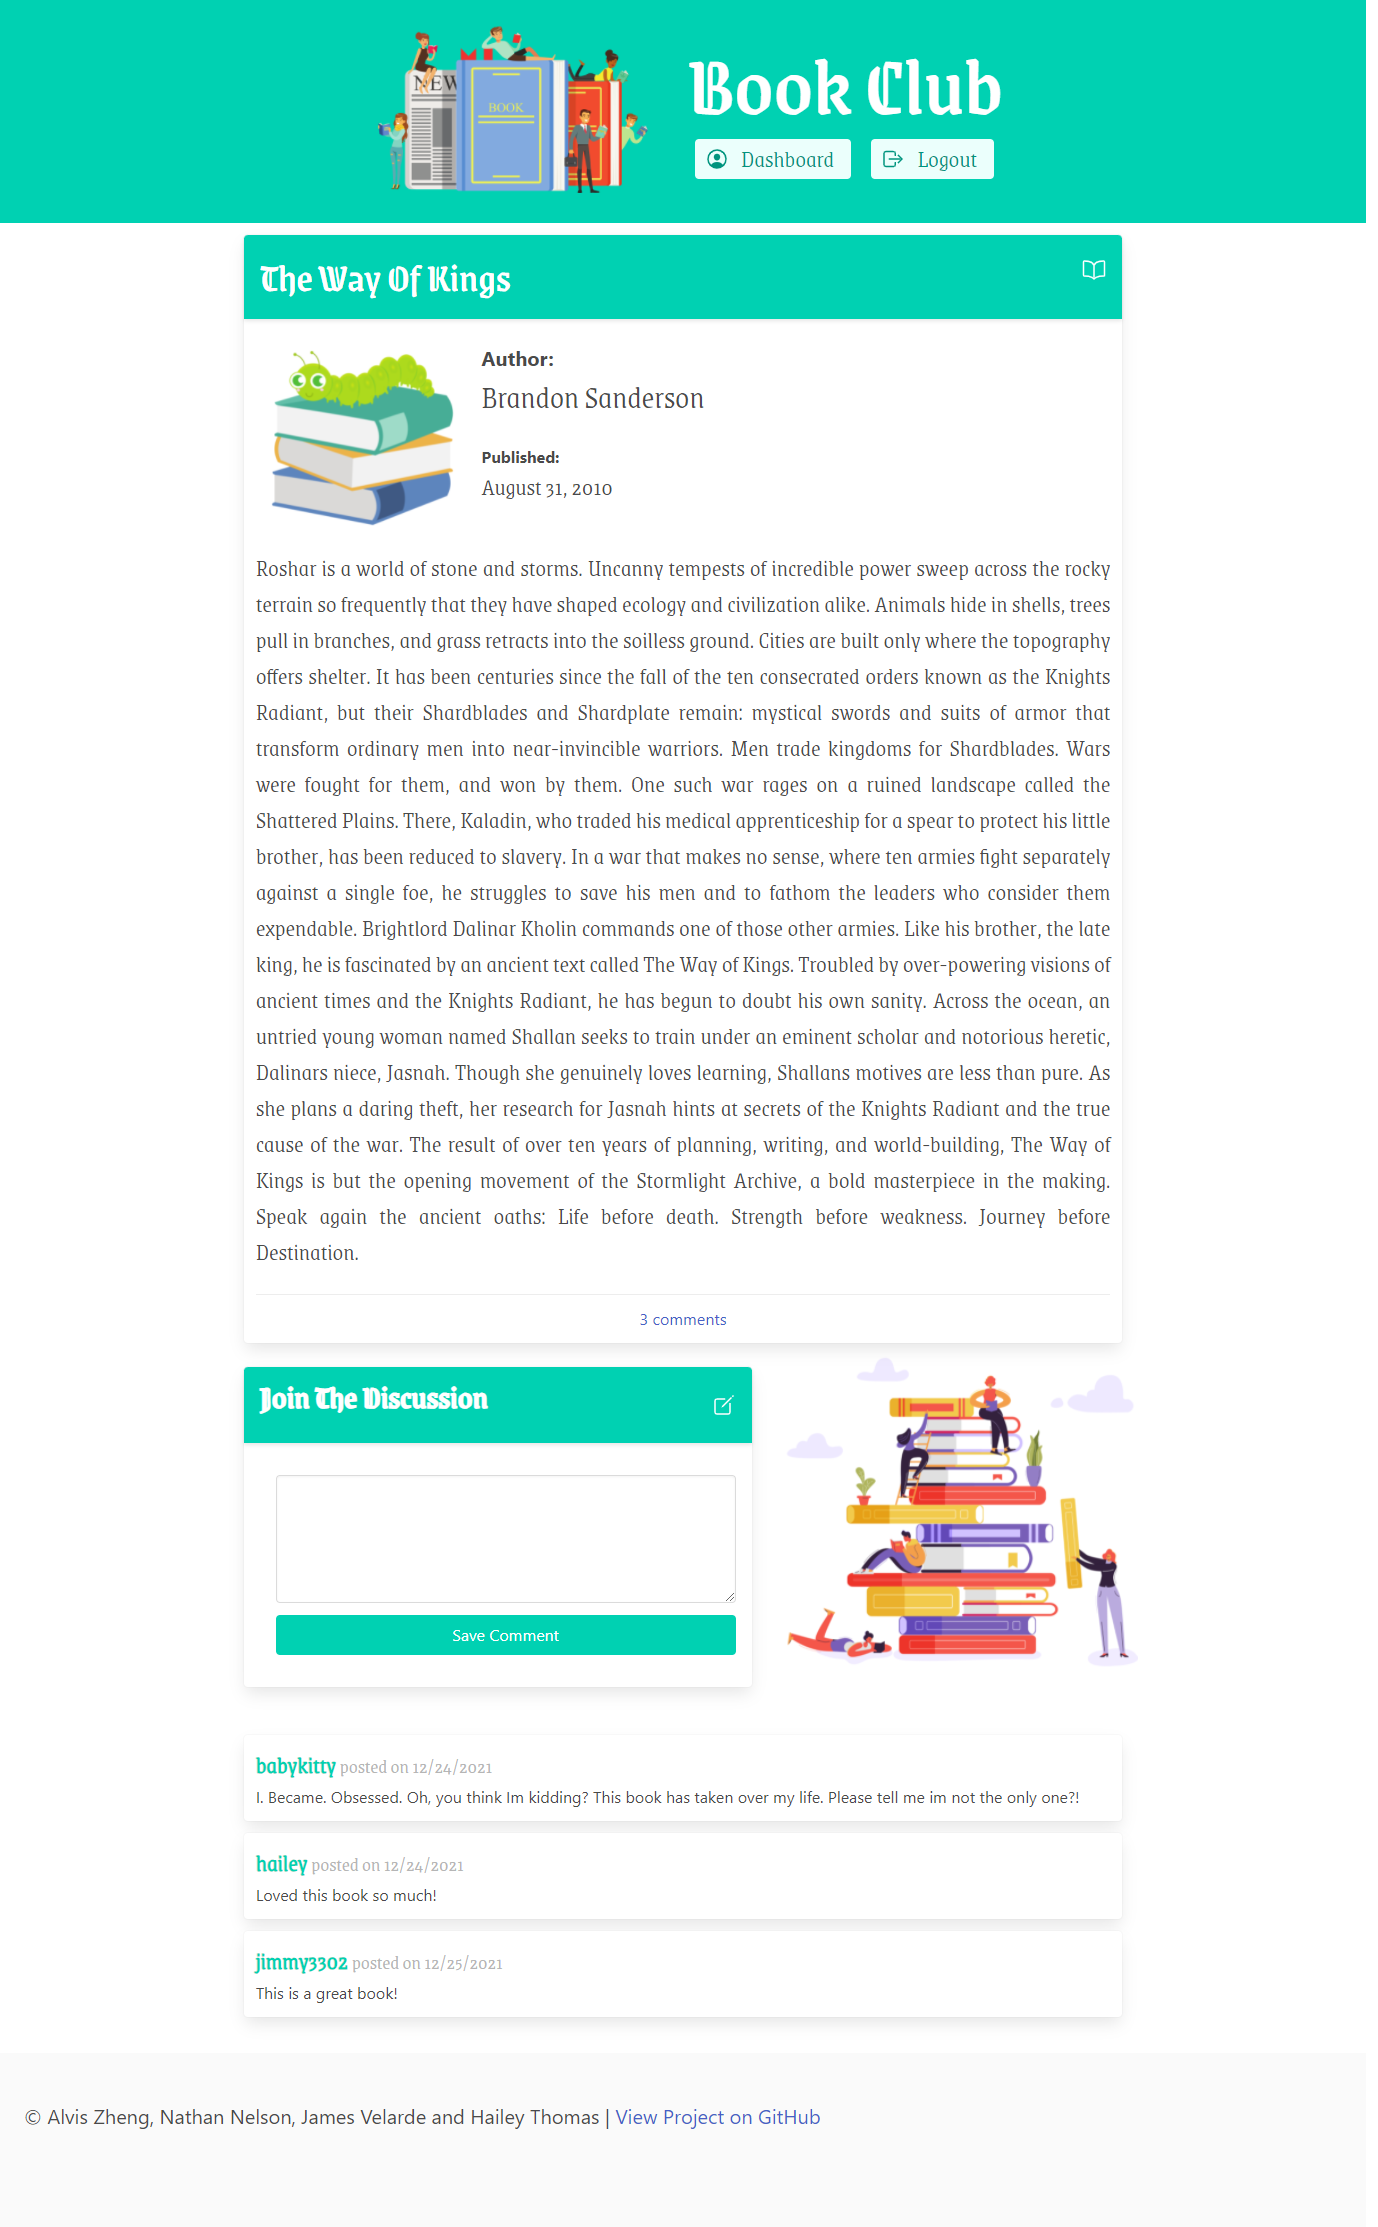 NEW
BOOK
Book Club
Dashboard
Logout
The Way Of Kings
Author:
Brandon Sanderson
Published:
August 31, 2010
Roshar is a world of stone and storms. Uncanny tempests of incredible power sweep across the rocky
terrain so frequently that they have shaped ecology and civilization alike. Animals hide in shells, trees
pull in branches, and grass retracts into the soilless ground. Cities are built only where the topography
offers shelter. It has been centuries since the fall of the ten consecrated orders known as the Knights
Radiant, but their Shardblades and Shardplate remain: mystical swords and suits of armor that
transform ordinary men into near-invincible warriors. Men trade kingdoms for Shardblades. Wars
were fought for them, and won by them. One such war rages on a ruined landscape called the
Shattered Plains. There, Kaladin, who traded his medical apprenticeship for a spear to protect his little
brother, has been reduced to slavery. In a war that makes no sense, where ten armies fight separately
against a single foe, he struggles to save his men and to fathom the leaders who consider them
expendable. Brightlord Dalinar Kholin commands one of those other armies. Like his brother, the late
king, he is fascinated by an ancient text called The Way of Kings. Troubled by over-powering visions of
ancient times and the Knights Radiant, he has begun to doubt his own sanity. Across the ocean, an
untried young woman named Shallan seeks to train under an eminent scholar and notorious heretic,
Dalinars niece, Jasnah. Though she genuinely loves learning, Shallans motives are less than pure. As
she plans a daring theft, her research for Jasnah hints at secrets of the Knights Radiant and the true
cause of the war. The result of over ten years of planning, writing, and world-building, The Way of
Kings is but the opening movement of the Stormlight Archive, a bold masterpiece in the making.
Speak again the ancient oaths: Life before death. Strength before weakness. Journey before
Destination.
3 comments
Join The Discussion
Save Comment
babykitty posted on 12/24/2021
I. Became. Obsessed. Oh, you think Im kidding? This book has taken over my life. Please tell me im not the only one?!
hailey posted on 12/24/2021
Loved this book so much!
jimmy3302 posted on 12/25/2021
This is a great book!
© Alvis Zheng, Nathan Nelson, James Velarde and Hailey Thomas | View Project on GitHub